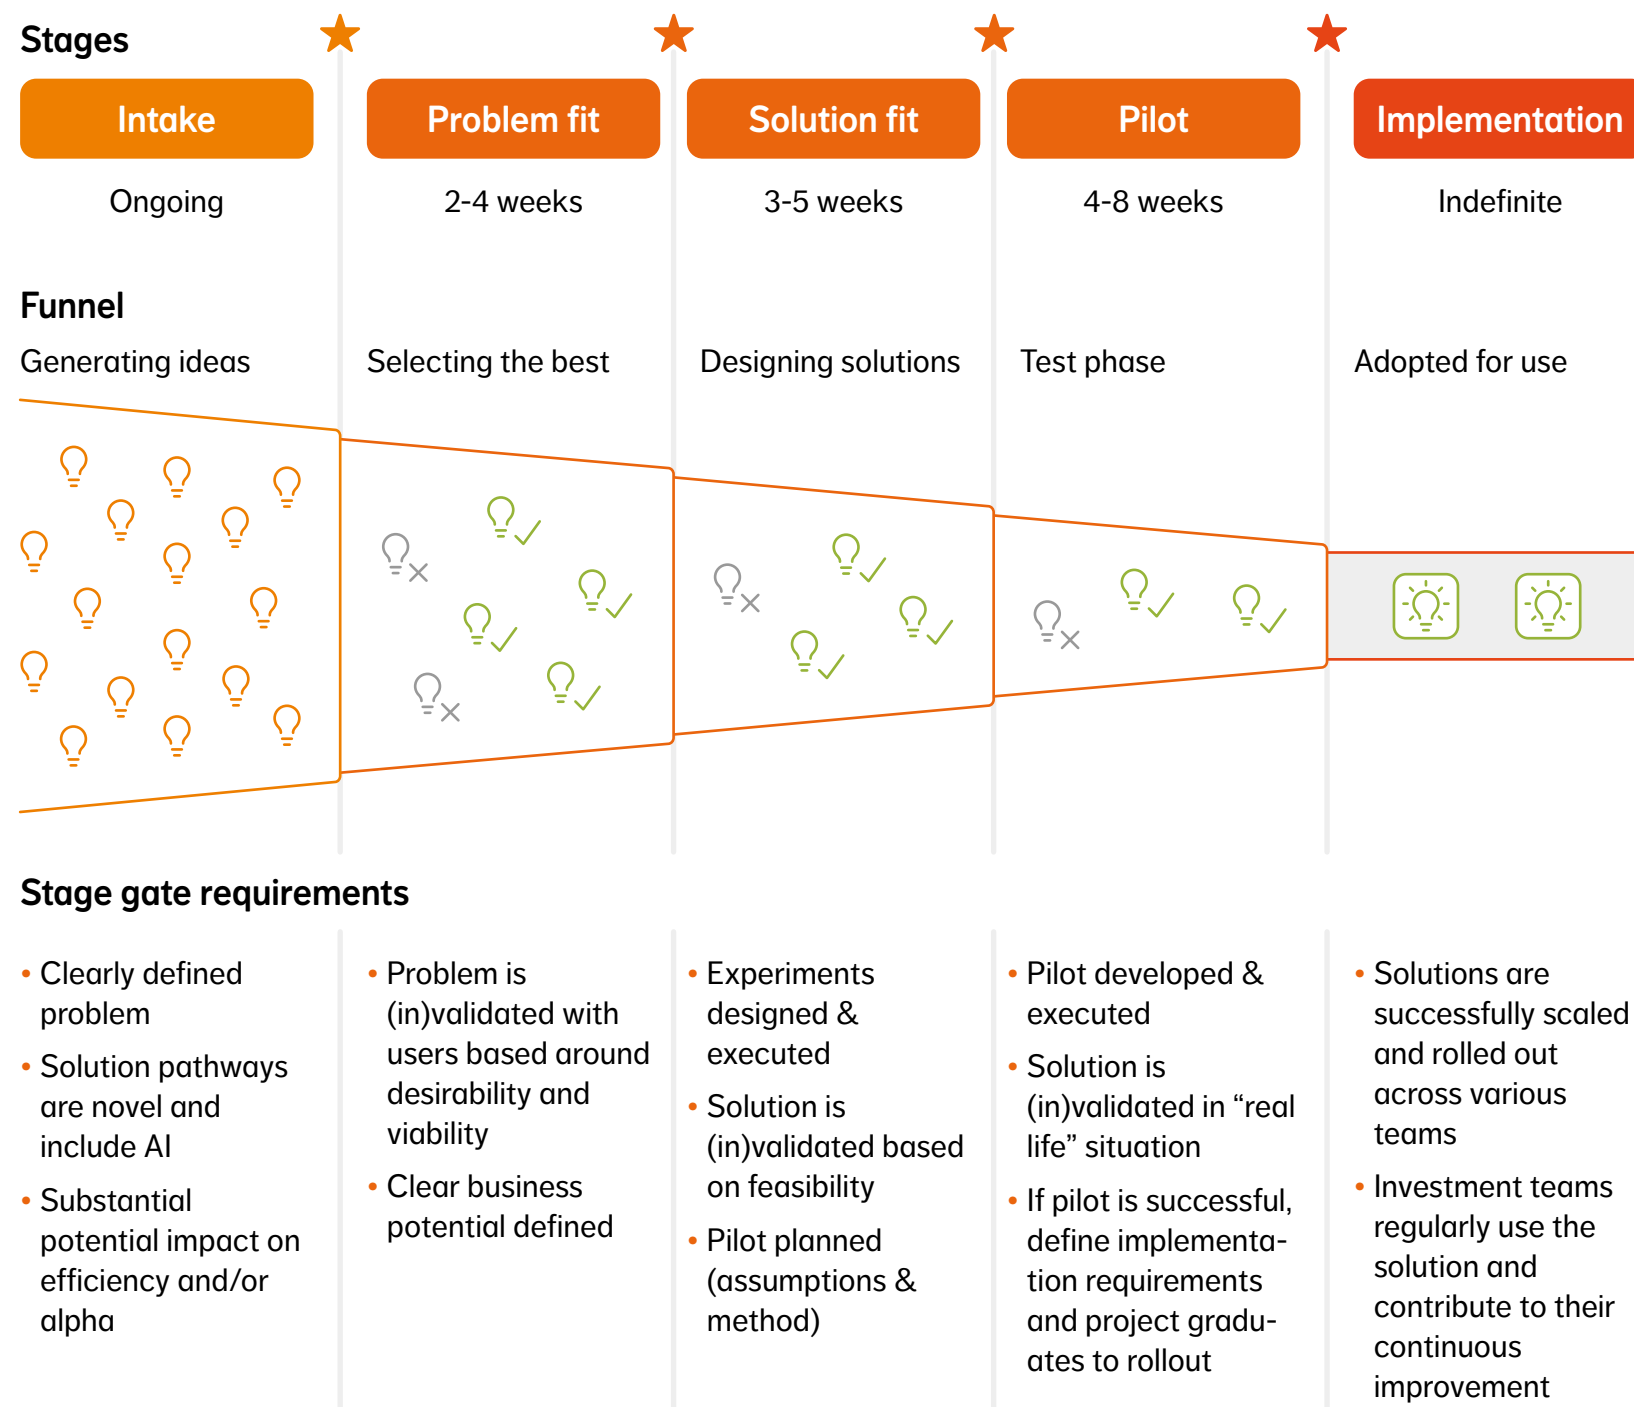 Stages
Intake
Problem fit
Solution fit
Pilot
Implementation
Ongoing
2-4 weeks
3-5 weeks
4-8 weeks
Indefinite
Funnel
Generating ideas
Selecting the best
Designing solutions
Test phase
Adopted for use
Stage gate requirements
• Clearly defined
problem
• Solution pathways
are novel and
include AI
• Substantial
potential impact on
efficiency and/or
alpha
• Problem is
(in)validated with
users based around
desirability and
viability
• Clear business
potential defined
• Experiments
designed &
executed
• Solution is
(in)validated based
on feasibility
• Pilot planned
(assumptions &
method)
• Pilot developed &
executed
• Solution is
(in)validated in “real
life” situation
• If pilot is successful,
define implementa-
tion requirements
and project gradu-
ates to rollout
• Solutions are
successfully scaled
and rolled out
across various
teams
• Investment teams
regularly use the
solution and
contribute to their
continuous
improvement